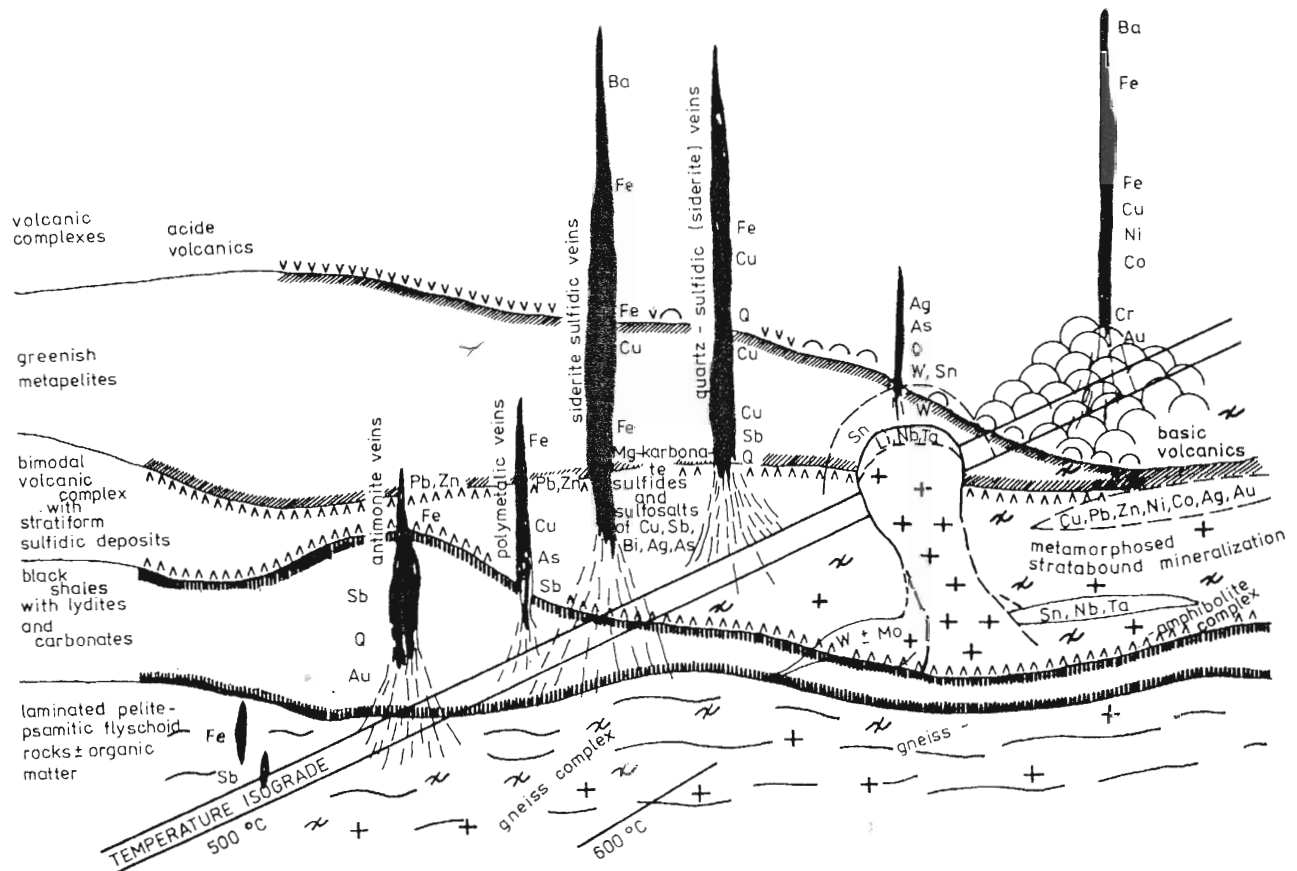 volcanic
complexes
acide
volcanics
greenish
metapelites
bimodal
volcanic
complex
with
stratiform
sulfidic deposits
black
shales
with lydites
and
carbonates
laminated pelite-
psamitic flyschoid
rocks ± organic
matter
Fe
Sb
TEMPERATURE ISOGRADE
500 °C
600 °C
antimonite veins
Pb,Zn
Fe
Sb
Q
Au
polymetalic veins
Fe
Pb,Zn
Cu
As
Sb
siderite sulfidic veins
Ba
Fe
Fe
Cu
Fe
Mg-karbona-
te
sulfides
and
sulfosalts
of Cu, Sb,
Bi, Ag, As
quartz - sulfidic (siderite) veins
Fe
Cu
Q
Cu
Cu
Sb
Q
Ag
As
Q
W, Sn
W
Sn
Li, Nb,Ta
W ± Mo
Ba
Fe
Fe
Cu
Ni
Co
Cr
Au
basic
volcanics
Cu,Pb,Zn,Ni,Co,Ag,Au
metamorphosed
stratabound mineralization
Sn, Nb,Ta
amphibolite
complex
gneiss complex
gneiss